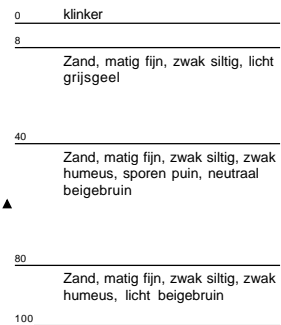 0 klinker
8
Zand, matig fijn, zwak siltig, licht
grijsgeel
40
Zand, matig fijn, zwak siltig, zwak
humeus, sporen puin, neutraal
beigebruin
80
Zand, matig fijn, zwak siltig, zwak
humeus, licht beigebruin
100